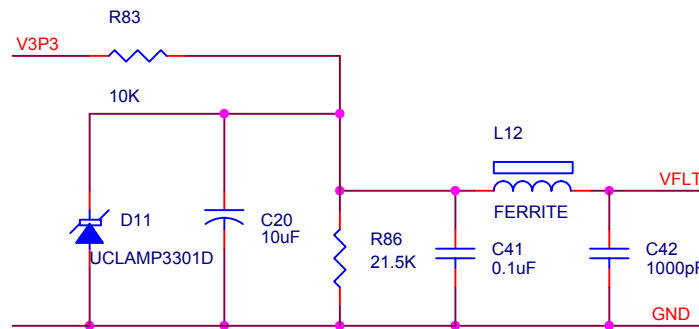 R83
V3P3
10K
L12
VFLT
D11
C20
FERRITE
10uF
R86
C41
C42
UCLAMP3301D
21.5K
0.1uF
1000pF
GND